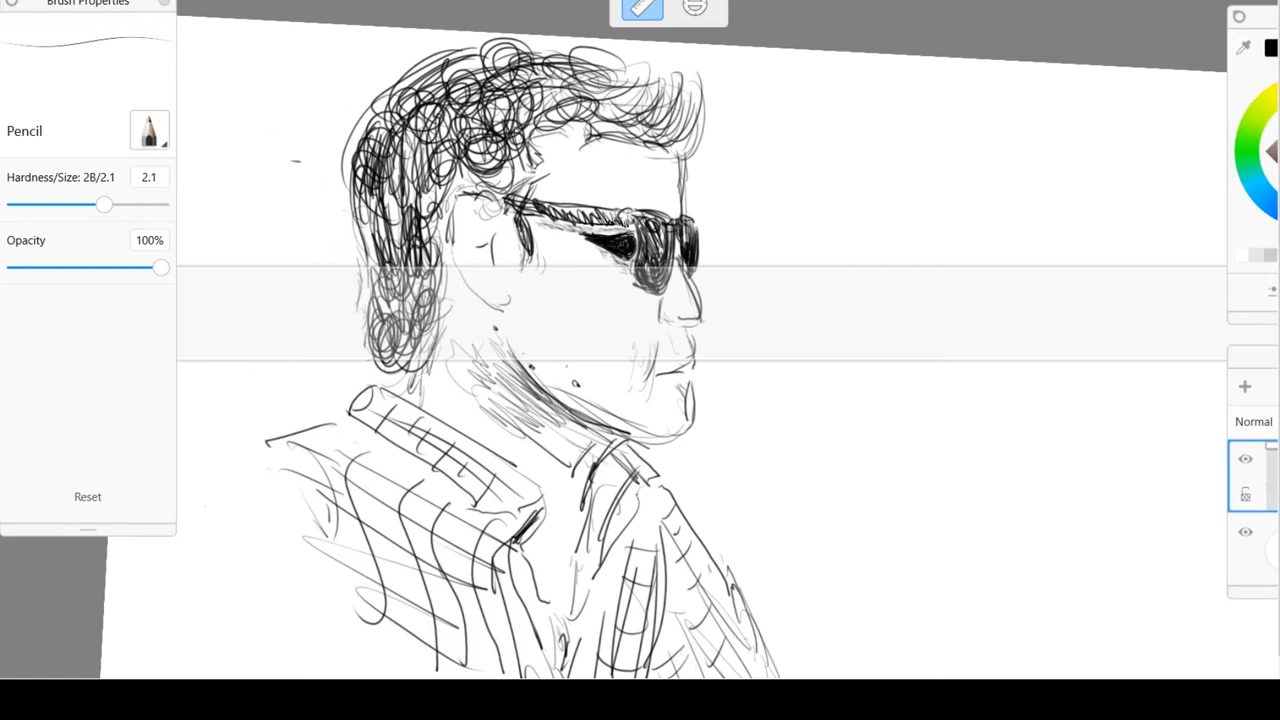 Brush Properties
Pencil
Hardness/Size: 2B/2.1 2.1
Opacity 100%
Reset
Normal